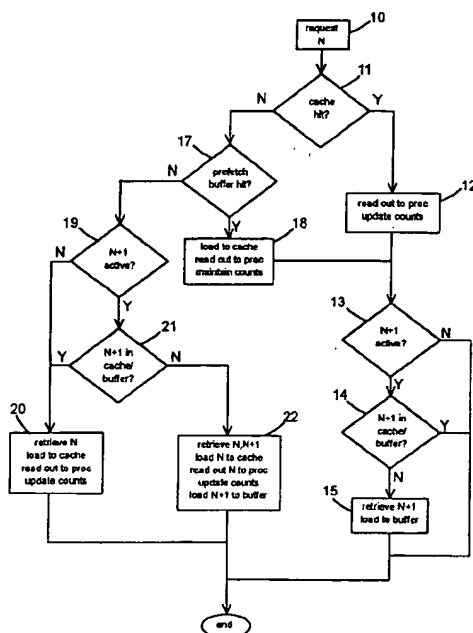 10
request
N
11
cache
hit?
N
Y
17
prefetch
buffer hit?
N
Y
12
read out to proc
update counts
18
load to cache
read out to proc
maintain counts
19
N+1
active?
N
Y
13
N+1
active?
N
Y
21
N+1 in
cache/
buffer?
Y
N
14
N+1 in
cache/
buffer?
Y
N
20
retrieve N
load to cache
read out to proc
update counts
22
retrieve N,N+1
load N to cache
read out N to proc
update counts
load N+1 to buffer
15
retrieve N+1
load to buffer
end